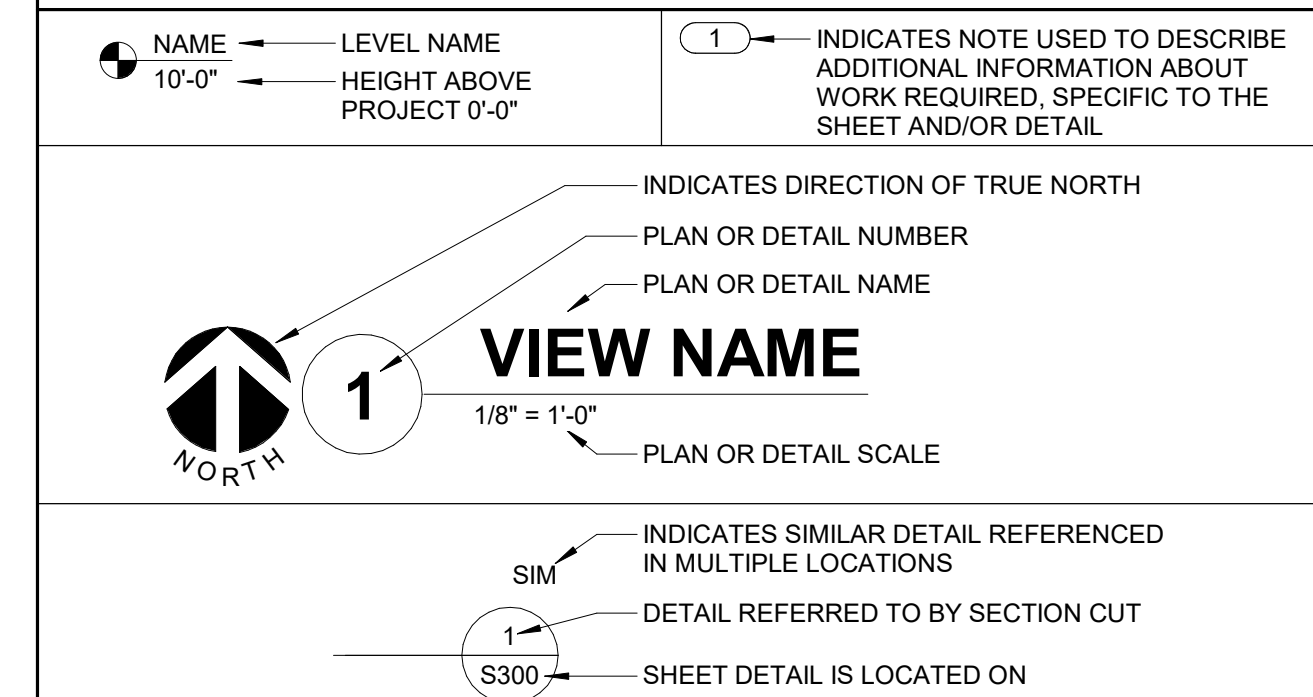 NAME
10'-0"
LEVEL NAME
HEIGHT ABOVE
PROJECT 0'-0"
1
INDICATES NOTE USED TO DESCRIBE
ADDITIONAL INFORMATION ABOUT
WORK REQUIRED, SPECIFIC TO THE
SHEET AND/OR DETAIL
INDICATES DIRECTION OF TRUE NORTH
PLAN OR DETAIL NUMBER
PLAN OR DETAIL NAME
NORTH
1
VIEW NAME
1/8" = 1'-0"
PLAN OR DETAIL SCALE
INDICATES SIMILAR DETAIL REFERENCED
IN MULTIPLE LOCATIONS
SIM
DETAIL REFERRED TO BY SECTION CUT
1
S300
SHEET DETAIL IS LOCATED ON